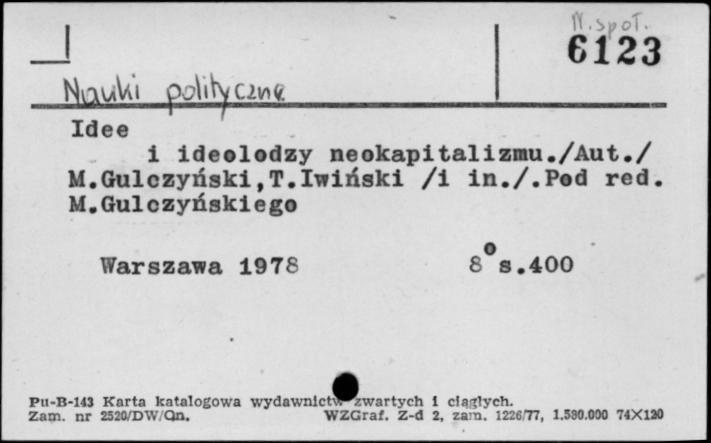 N. społ.
6123
Nauki polityczne
Idee
i ideolodzy neokapitalizmu./Aut./
M.Gulczyński,T.Iwiński /i in./.Pod red.
M.Gulczyńskiego
Warszawa 1978 8° s.400
Pu-B-143 Karta katalogowa wydawnictw zwartych i ciągłych.
Zam. nr 2520/DW/Qn. WZGraf. Z-d 2, zam. 1226/77, 1.580.000 74X120